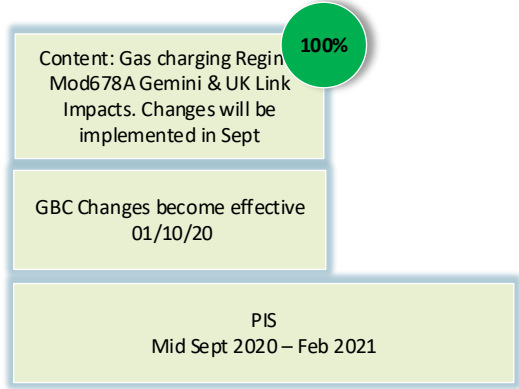 100%
Content: Gas charging Regin
Mod678A Gemini & UK Link
Impacts. Changes will be
implemented in Sept
GBC Changes become effective
01/10/20
PIS
Mid Sept 2020 – Feb 2021